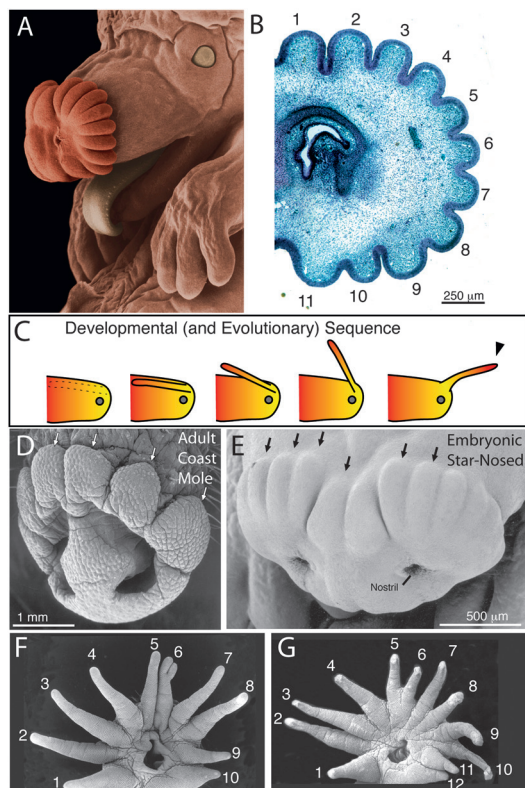 A
B
1
2
3
4
5
6
7
8
9
10
11
250 μm
C
Developmental (and Evolutionary) Sequence
D
Adult
Coast
Mole
1 mm
E
Embryonic
Star-Nosed
Nostril
500 μm
F
1
2
3
4
5
6
7
8
9
10
G
1
2
3
4
5
6
7
8
9
10
11
12